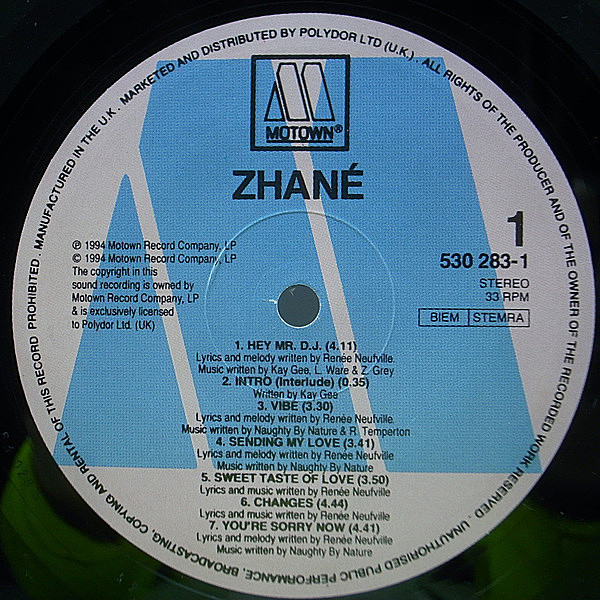 MANUFACTURED IN THE U.K. MARKETED AND DISTRIBUTED BY POLYDOR LTD (U.K.) . ALL RIGHTS OF THE PRODUCER AND OF THE OWNER OF THE RECORDED WORK RESERVED . UNAUTHORISED PUBLIC PERFORMANCE, BROADCASTING, COPYING AND RENTAL OF THIS RECORD PROHIBITED .
MOTOWN®
ZHANÉ
1
530 283-1
STEREO
33 RPM
BIEM STEMRA
℗ 1994 Motown Record Company, LP
© 1994 Motown Record Company, LP
The copyright in this
sound recording is owned by
Motown Record Company, LP
& is exclusively licensed
to Polydor Ltd. (UK)
1. HEY MR. D.J. (4.11)
Lyrics and melody written by Renée Neufville.
Music written by Kay Gee, L. Ware & Z. Grey
2. INTRO (Interlude) (0.35)
Written by Kay Gee
3. VIBE (3.30)
Lyrics and melody written by Renée Neufville
Music written by Naughty By Nature & R. Temperton
4. SENDING MY LOVE (3.41)
Lyrics and melody written by Renée Neufville
Music written by Naughty By Nature
5. SWEET TASTE OF LOVE (3.50)
Lyrics and music written by Renée Neufville
6. CHANGES (4.44)
Lyrics and music written by Renée Neufville
7. YOU'RE SORRY NOW (4.41)
Lyrics and melody written by Renée Neufville
Music written by Naughty By Nature